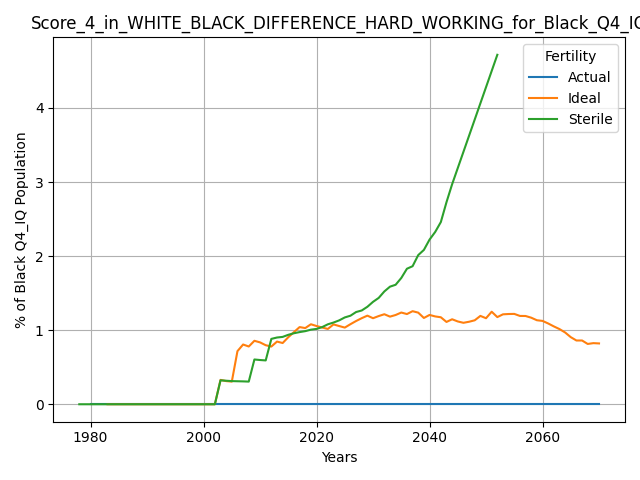 Score_4_in_WHITE_BLACK_DIFFERENCE_HARD_WORKING_for_Black_Q4_IQ
Fertility
Actual
Ideal
Sterile
% of Black Q4_IQ Population
4
3
2
1
0
1980 2000 2020 2040 2060
Years